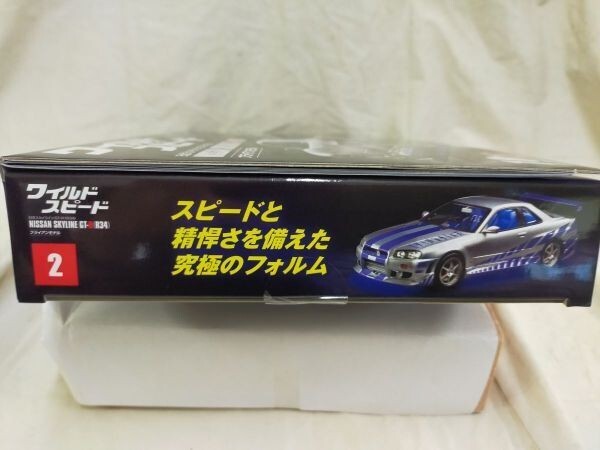 ワイルド
スピード
NISSAN SKYLINE GT-R(R34)
ブライアンモデル
2
スピードと
精悍さを備えた
究極のフォルム